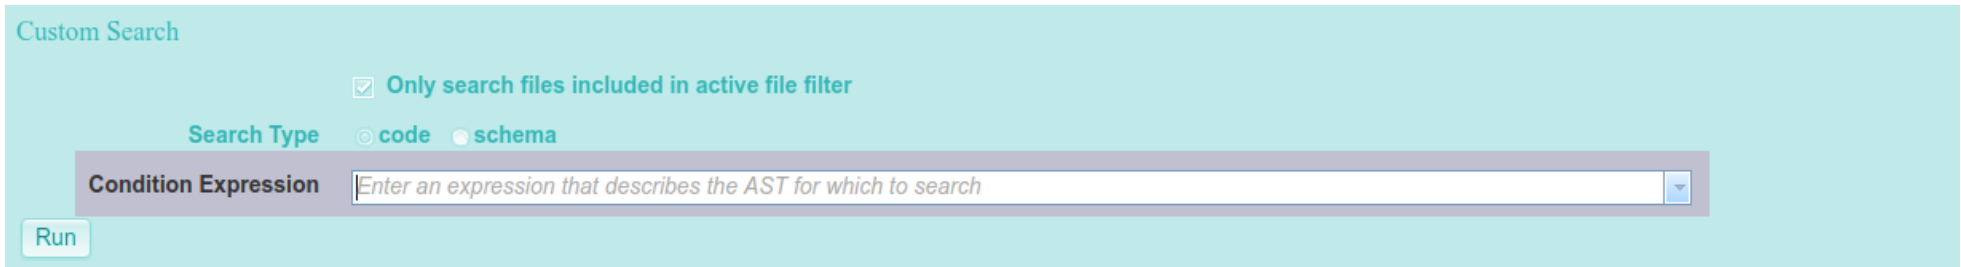 Custom Search
Only search files included in active file filter
Search Type code schema
Condition Expression Enter an expression that describes the AST for which to search
Run